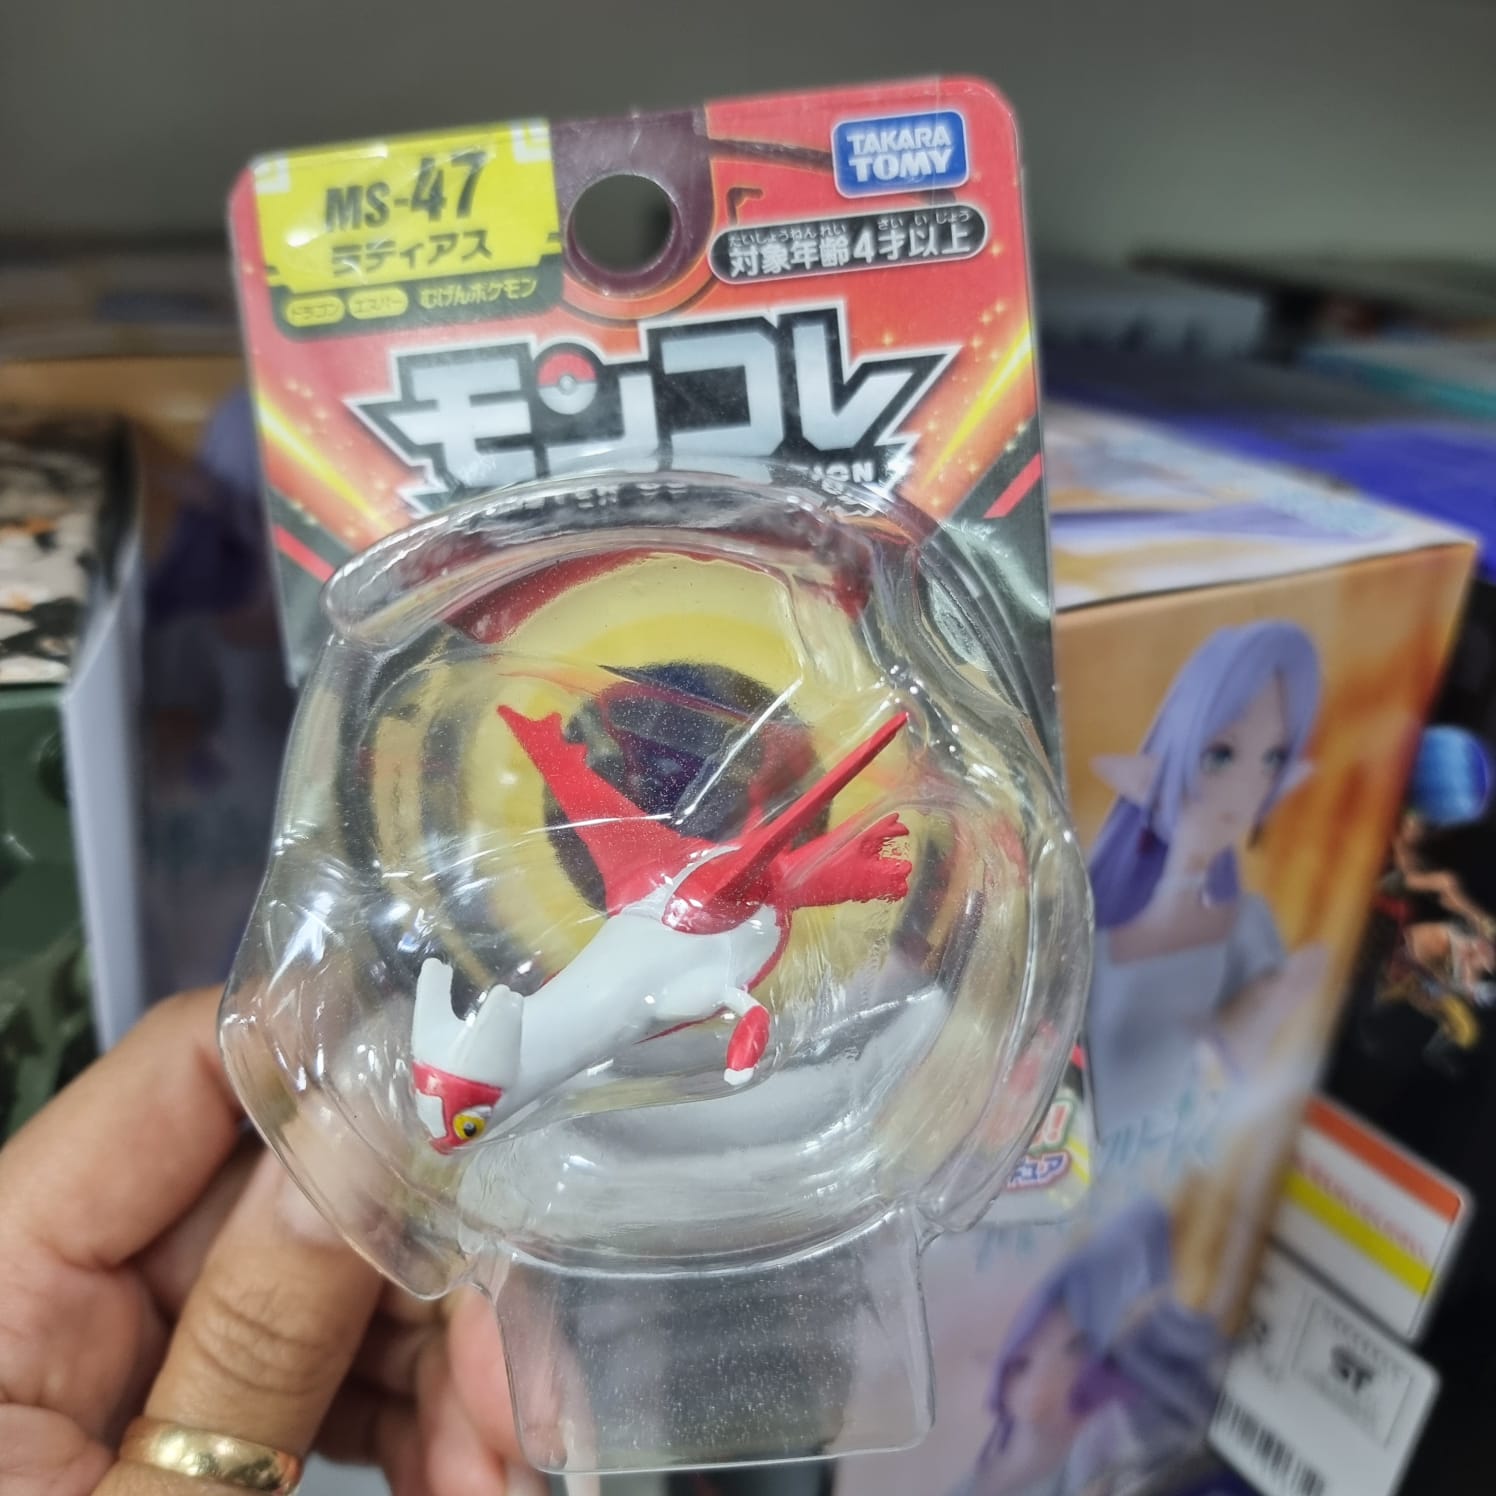 MS-47
ラティアス
ドラゴン エスパー むげんポケモン
TAKARA
TOMY
たいしょうねんれい さい いじょう
対象年齢4才以上
モンコレ